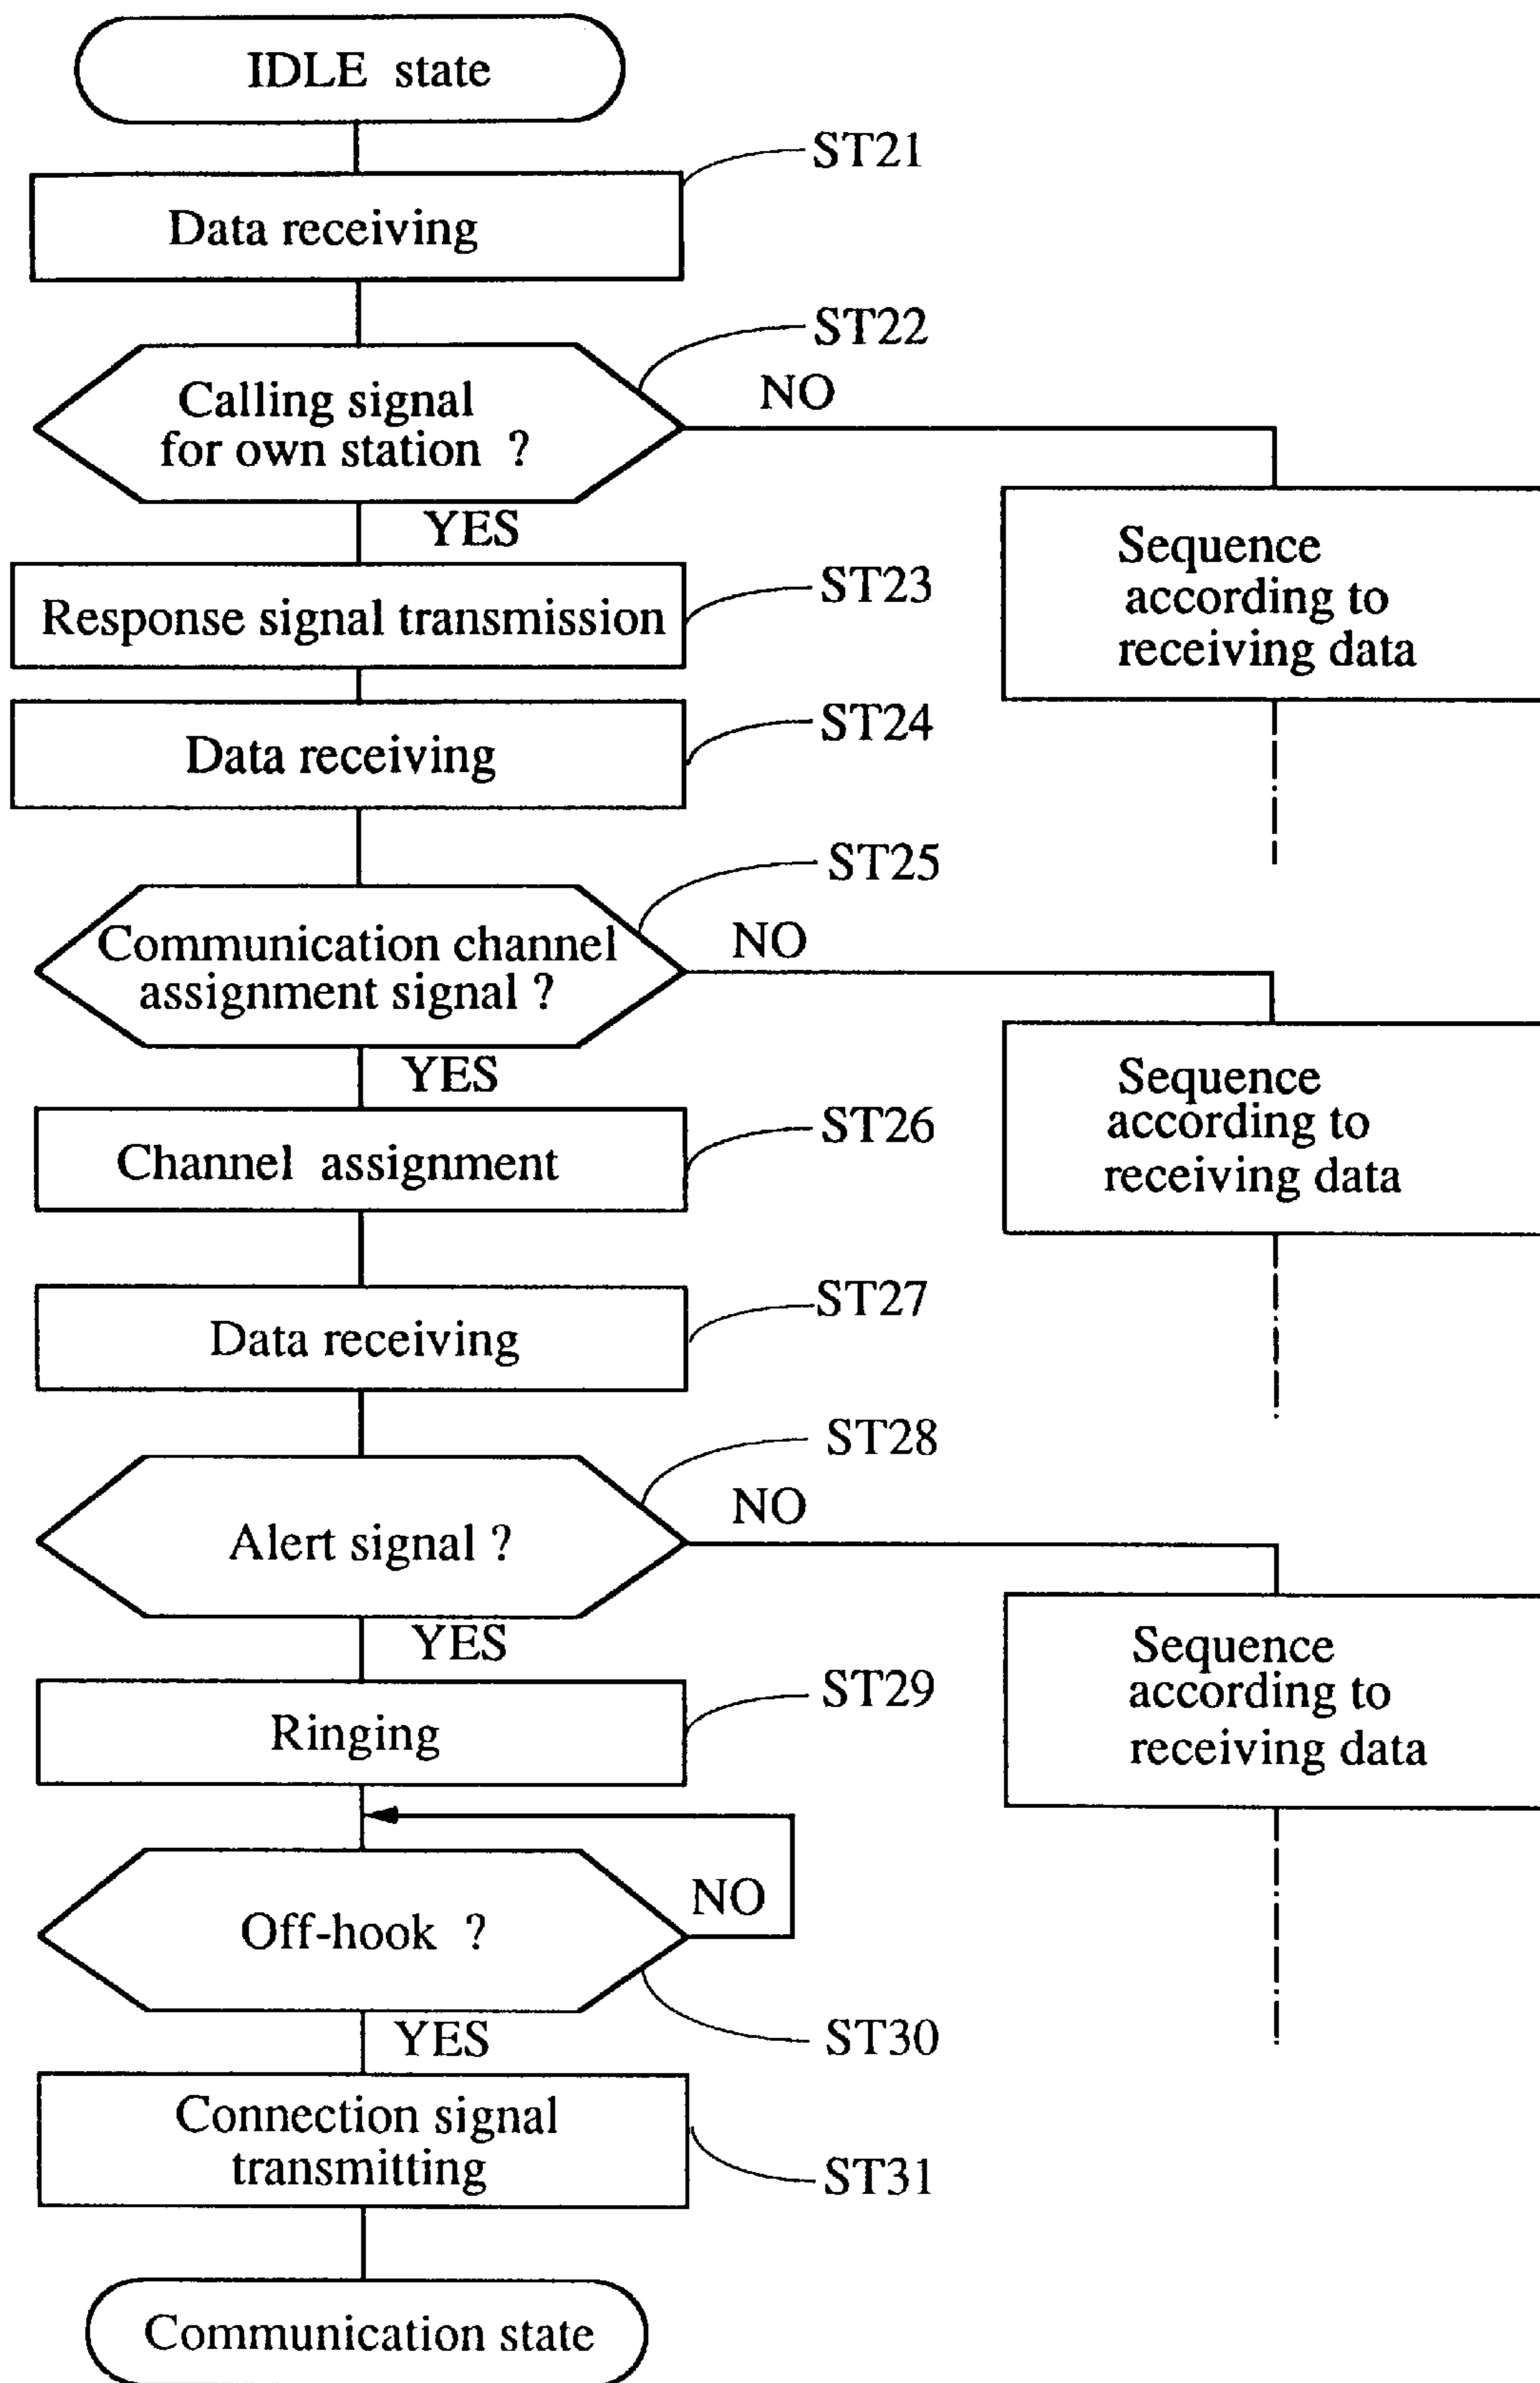 IDLE state
ST21
Data receiving
ST22
Calling signal
for own station ?
NO
YES
Sequence
according to
receiving data
ST23
Response signal transmission
ST24
Data receiving
ST25
Communication channel
assignment signal ?
NO
YES
Sequence
according to
receiving data
ST26
Channel assignment
ST27
Data receiving
ST28
Alert signal ?
NO
YES
Sequence
according to
receiving data
ST29
Ringing
Off-hook ?
NO
ST30
YES
Connection signal
transmitting
ST31
Communication state